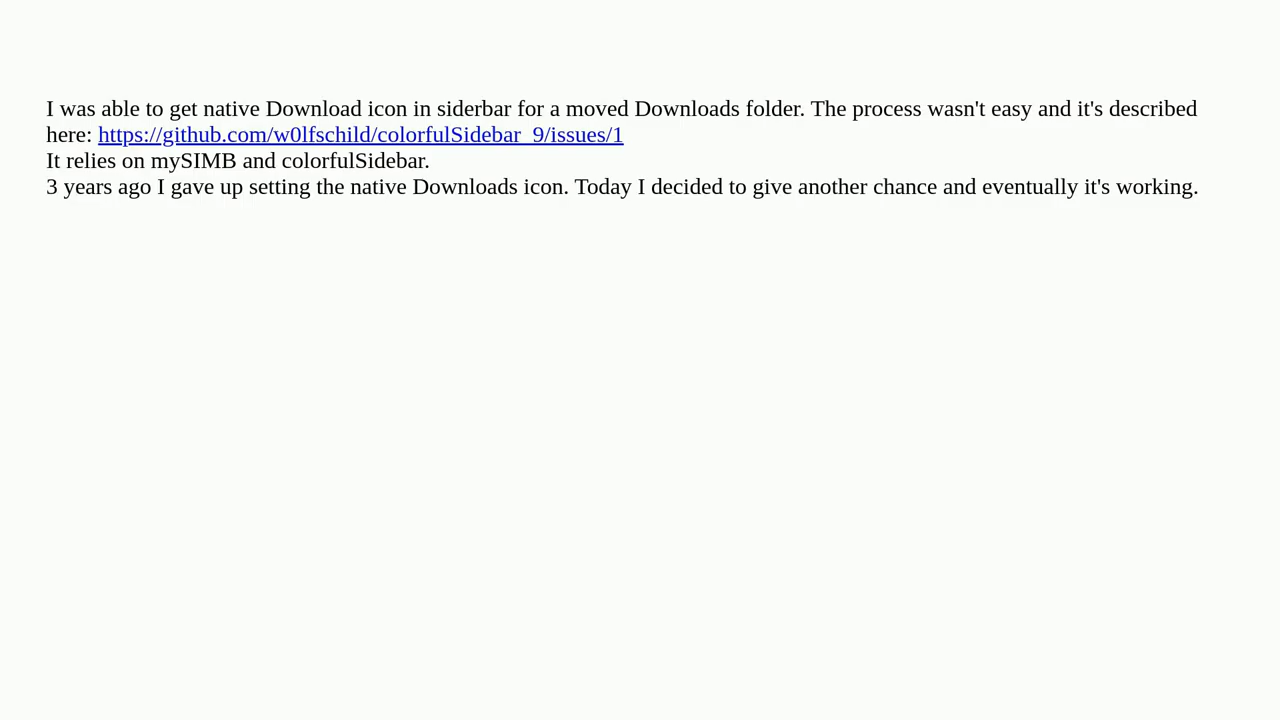 I was able to get native Download icon in siderbar for a moved Downloads folder. The process wasn't easy and it's described
here: https://github.com/w0lfschild/colorfulSidebar_9/issues/1
It relies on mySIMB and colorfulSidebar.
3 years ago I gave up setting the native Downloads icon. Today I decided to give another chance and eventually it's working.